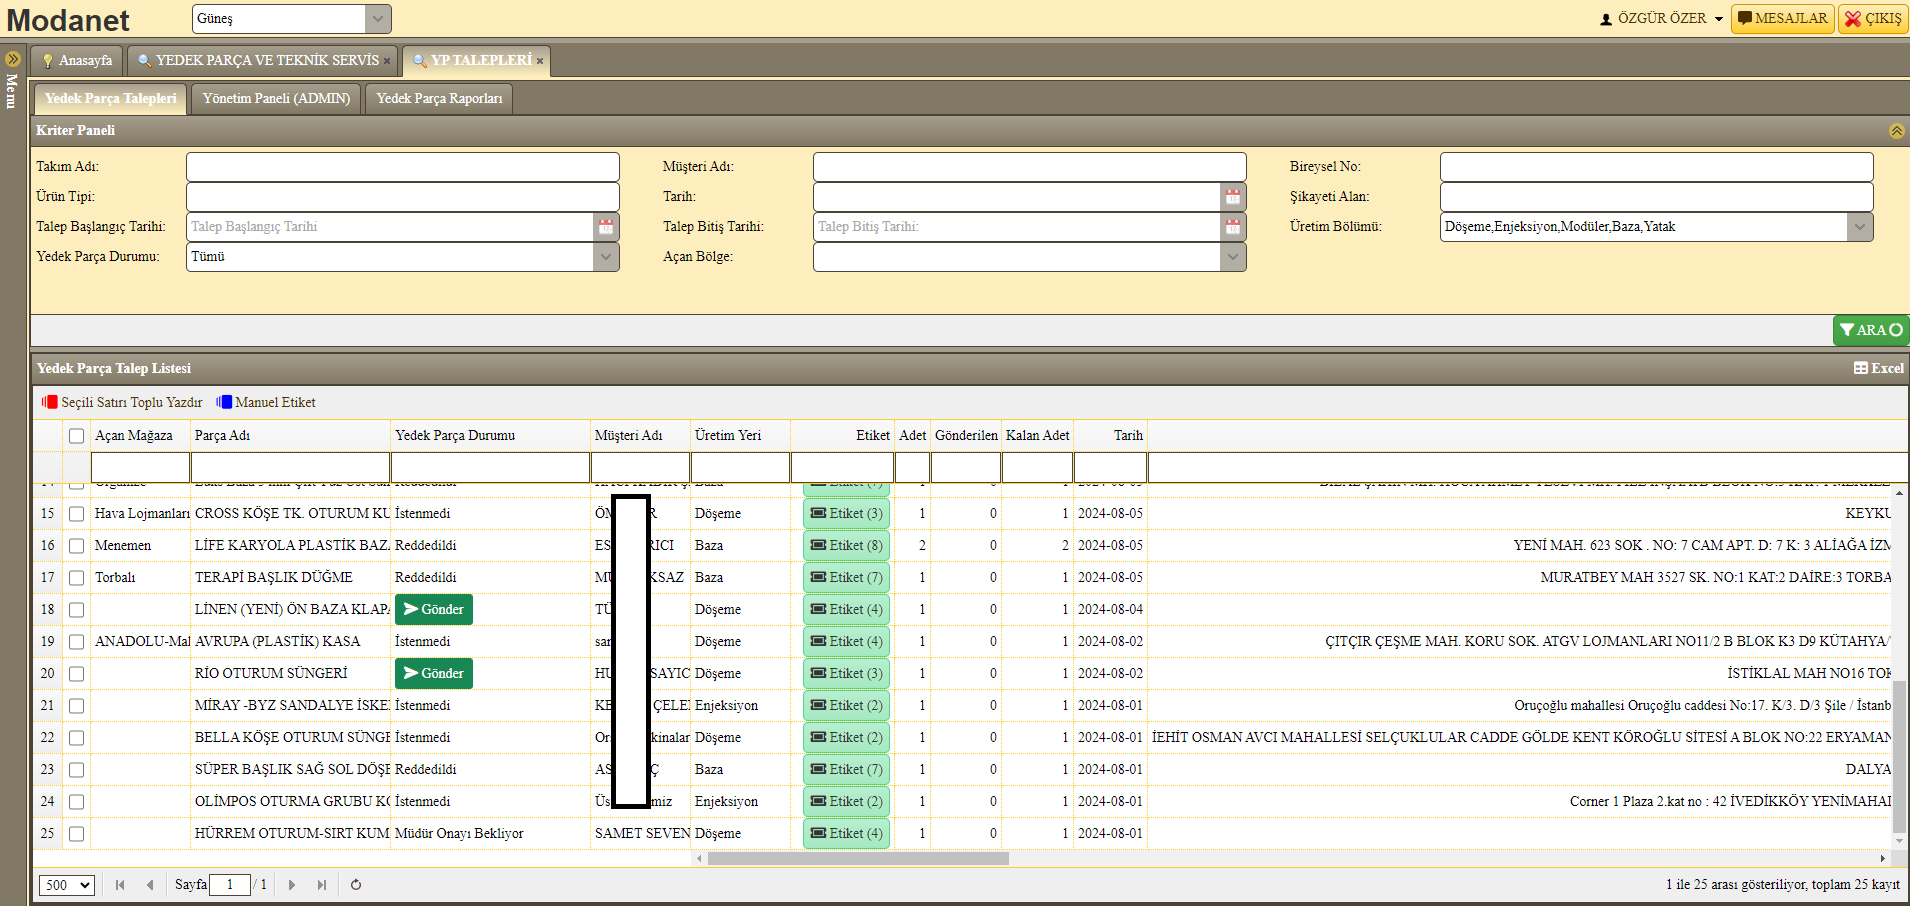 Modanet
Güneş
ÖZGÜR ÖZER
MESAJLAR
ÇIKIŞ
Menu
Anasayfa
YEDEK PARÇA VE TEKNİK SERVİS
YP TALEPLERİ
Yedek Parça Talepleri
Yönetim Paneli (ADMIN)
Yedek Parça Raporları
Kriter Paneli
Takım Adı:
Müşteri Adı:
Bireysel No:
Ürün Tipi:
Tarih:
Şikayeti Alan:
Talep Başlangıç Tarihi: Talep Başlangıç Tarihi
Talep Bitiş Tarihi: Talep Bitiş Tarihi:
Üretim Bölümü: Döşeme,Enjeksiyon,Modüler,Baza,Yatak
Yedek Parça Durumu: Tümü
Açan Bölge:
ARA
Yedek Parça Talep Listesi
Excel
Seçili Satırı Toplu Yazdır
Manuel Etiket
Açan Mağaza Parça Adı Yedek Parça Durumu Müşteri Adı Üretim Yeri Etiket Adet Gönderilen Kalan Adet Tarih
15 Hava Lojmanları CROSS KÖŞE TK. OTURUM KU İstenmedi Döşeme Etiket (3) 1 0 1 2024-08-05 KEYKU
16 Menemen LİFE KARYOLA PLASTİK BAZ Reddedildi ES RICI Baza Etiket (8) 2 0 2 2024-08-05 YENİ MAH. 623 SOK . NO: 7 CAM APT. D: 7 K: 3 ALİAĞA İZM
17 Torbalı TERAPİ BAŞLIK DÜĞME Reddedildi KSAZ Baza Etiket (7) 1 0 1 2024-08-05 MURATBEY MAH 3527 SK. NO:1 KAT:2 DAİRE:3 TORBA
18 LİNEN (YENİ) ÖN BAZA KLAP Gönder TÜ Döşeme Etiket (4) 1 0 1 2024-08-04
19 ANADOLU-Mal AVRUPA (PLASTİK) KASA İstenmedi sar Döşeme Etiket (4) 1 0 1 2024-08-02 ÇITÇIR ÇEŞME MAH. KORU SOK. ATGV LOJMANLARI NO11/2 B BLOK K3 D9 KÜTAHYA/
20 RİO OTURUM SÜNGERİ Gönder HU SAYIC Döşeme Etiket (3) 1 0 1 2024-08-02 İSTİKLAL MAH NO16 TOK
21 MİRAY -BYZ SANDALYE İSKE İstenmedi KE ÇELE Enjeksiyon Etiket (2) 1 0 1 2024-08-01 Oruçoğlu mahallesi Oruçoğlu caddesi No:17. K/3. D/3 Şile / İstanb
22 BELLA KÖŞE OTURUM SÜNGE İstenmedi kinalar Döşeme Etiket (2) 1 0 1 2024-08-01 İEHİT OSMAN AVCI MAHALLESİ SELÇUKLULAR CADDE GÖLDE KENT KÖROĞLU SİTESİ A BLOK NO:22 ERYAMAN
23 SÜPER BAŞLIK SAĞ SOL DÖŞE Reddedildi AS Ç Baza Etiket (7) 1 0 1 2024-08-01 DALYA
24 OLİMPOS OTURMA GRUBU KÖ İstenmedi miz Enjeksiyon Etiket (2) 1 0 1 2024-08-01 Corner 1 Plaza 2.kat no : 42 İVEDİKKÖY YENİMAHAL
25 HÜRREM OTURUM-SIRT KUM Müdür Onayı Bekliyor SAMET SEVEN Döşeme Etiket (4) 1 0 1 2024-08-01
500 Sayfa 1 / 1
1 ile 25 arası gösteriliyor, toplam 25 kayıt